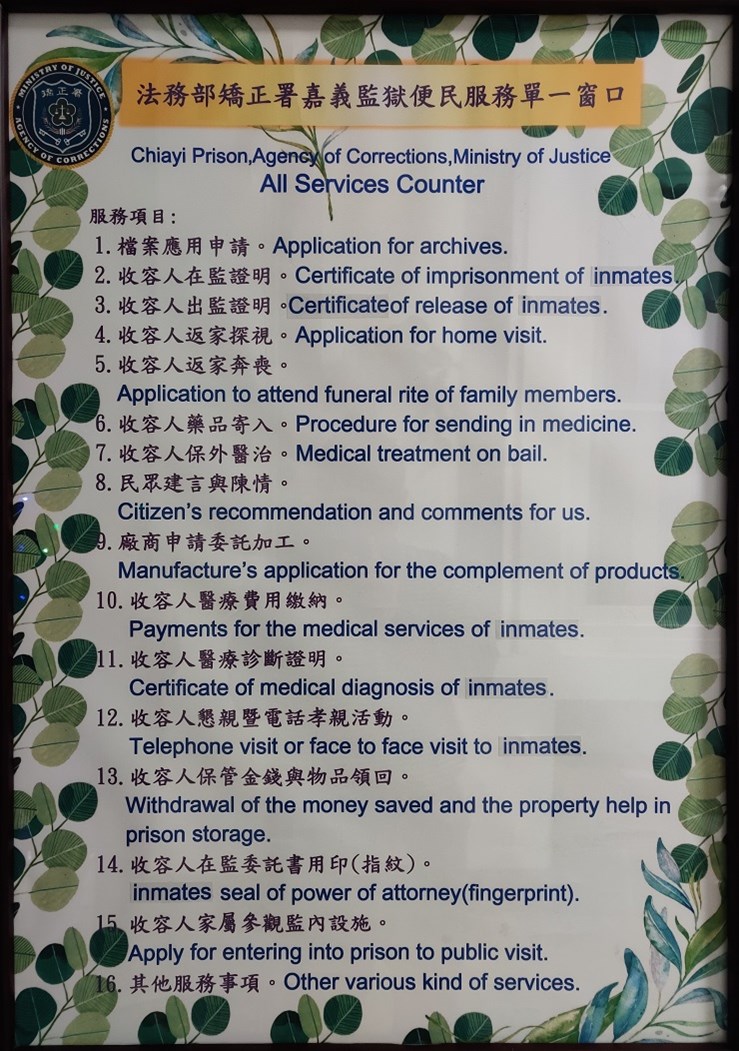 MINISTRY OF JUSTICE
矯正署
AGENCY OF CORRECTIONS
法務部矯正署嘉義監獄便民服務單一窗口
Chiayi Prison,Agency of Corrections,Ministry of Justice
All Services Counter
服務項目:
1. 檔案應用申請。Application for archives.
2. 收容人在監證明。Certificate of imprisonment of inmates
3. 收容人出監證明。Certificateof release of inmates.
4. 收容人返家探視。Application for home visit.
5. 收容人返家奔喪。
Application to attend funeral rite of family members.
6. 收容人藥品寄入。Procedure for sending in medicine.
7. 收容人保外醫治。Medical treatment on bail.
8. 民眾建言與陳情。
Citizen's recommendation and comments for us.
9. 廠商申請委託加工。
Manufacture's application for the complement of products.
10. 收容人醫療費用繳納。
Payments for the medical services of inmates.
11. 收容人醫療診斷證明。
Certificate of medical diagnosis of inmates.
12. 收容人懇親暨電話孝親活動。
Telephone visit or face to face visit to inmates.
13. 收容人保管金錢與物品領回。
Withdrawal of the money saved and the property help in
prison storage.
14. 收容人在監委託書用印(指紋)。
inmates seal of power of attorney(fingerprint).
15. 收容人家屬參觀監內設施。
Apply for entering into prison to public visit.
16. 其他服務事項。Other various kind of services.